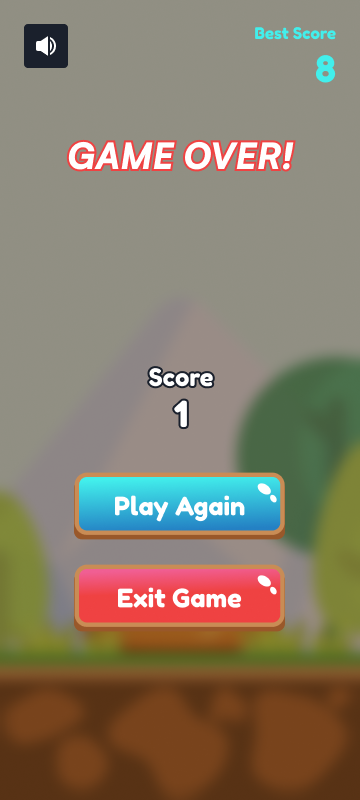 Best Score
8
GAME OVER!
Score
1
Play Again
Exit Game